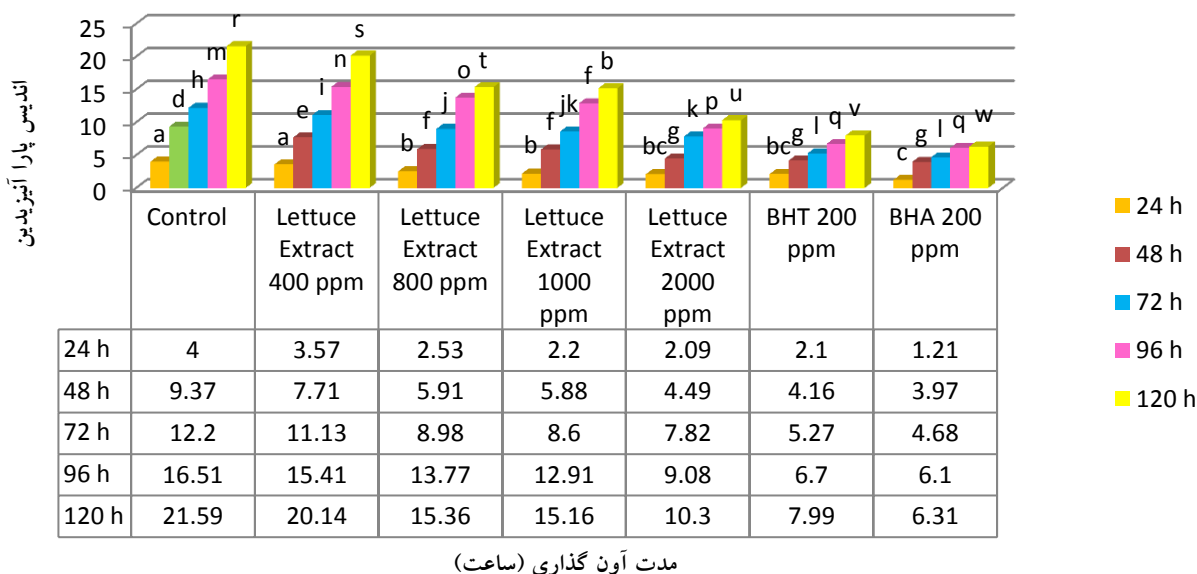 اندیس پارا آنیزیدین
25
20
15
10
5
0
a d h m r
a e i n s
b f j o t
b f jk f b
bc g k p u
bc g l q v
c g l q w
Control
Lettuce
Extract
400 ppm
Lettuce
Extract
800 ppm
Lettuce
Extract
1000
ppm
Lettuce
Extract
2000
ppm
BHT 200
ppm
BHA 200
ppm
24 h 4 3.57 2.53 2.2 2.09 2.1 1.21
48 h 9.37 7.71 5.91 5.88 4.49 4.16 3.97
72 h 12.2 11.13 8.98 8.6 7.82 5.27 4.68
96 h 16.51 15.41 13.77 12.91 9.08 6.7 6.1
120 h 21.59 20.14 15.36 15.16 10.3 7.99 6.31
مدت آون گذاری (ساعت)
24 h
48 h
72 h
96 h
120 h